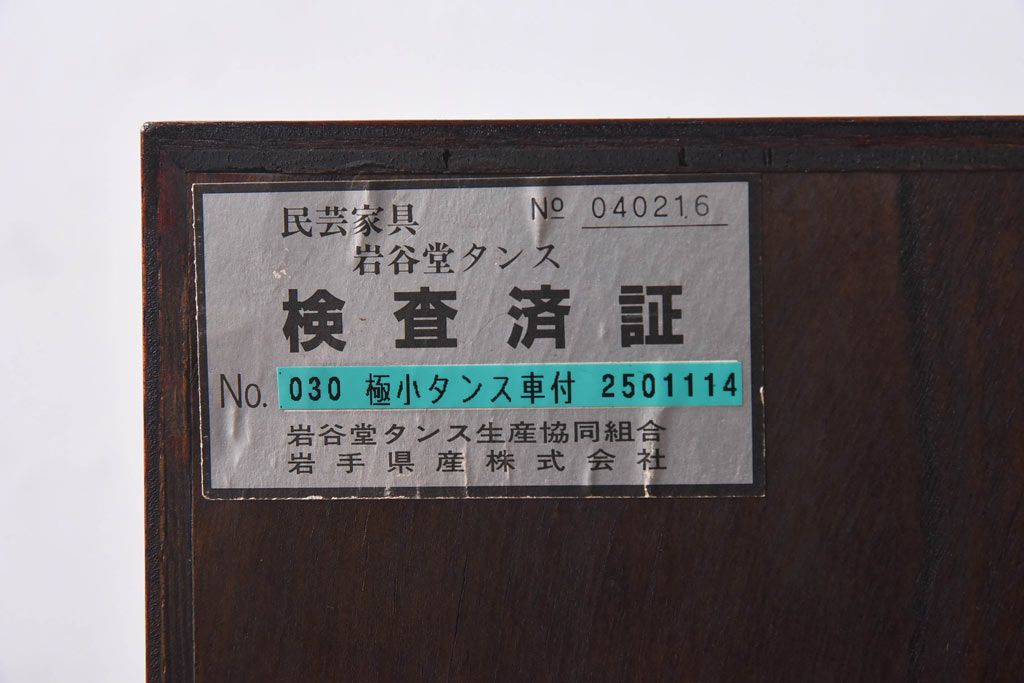 民芸家具 № 040216
岩谷堂タンス
検査済証
No. 030 極小タンス車付 2501114
岩谷堂タンス生産協同組合
岩手県産株式会社